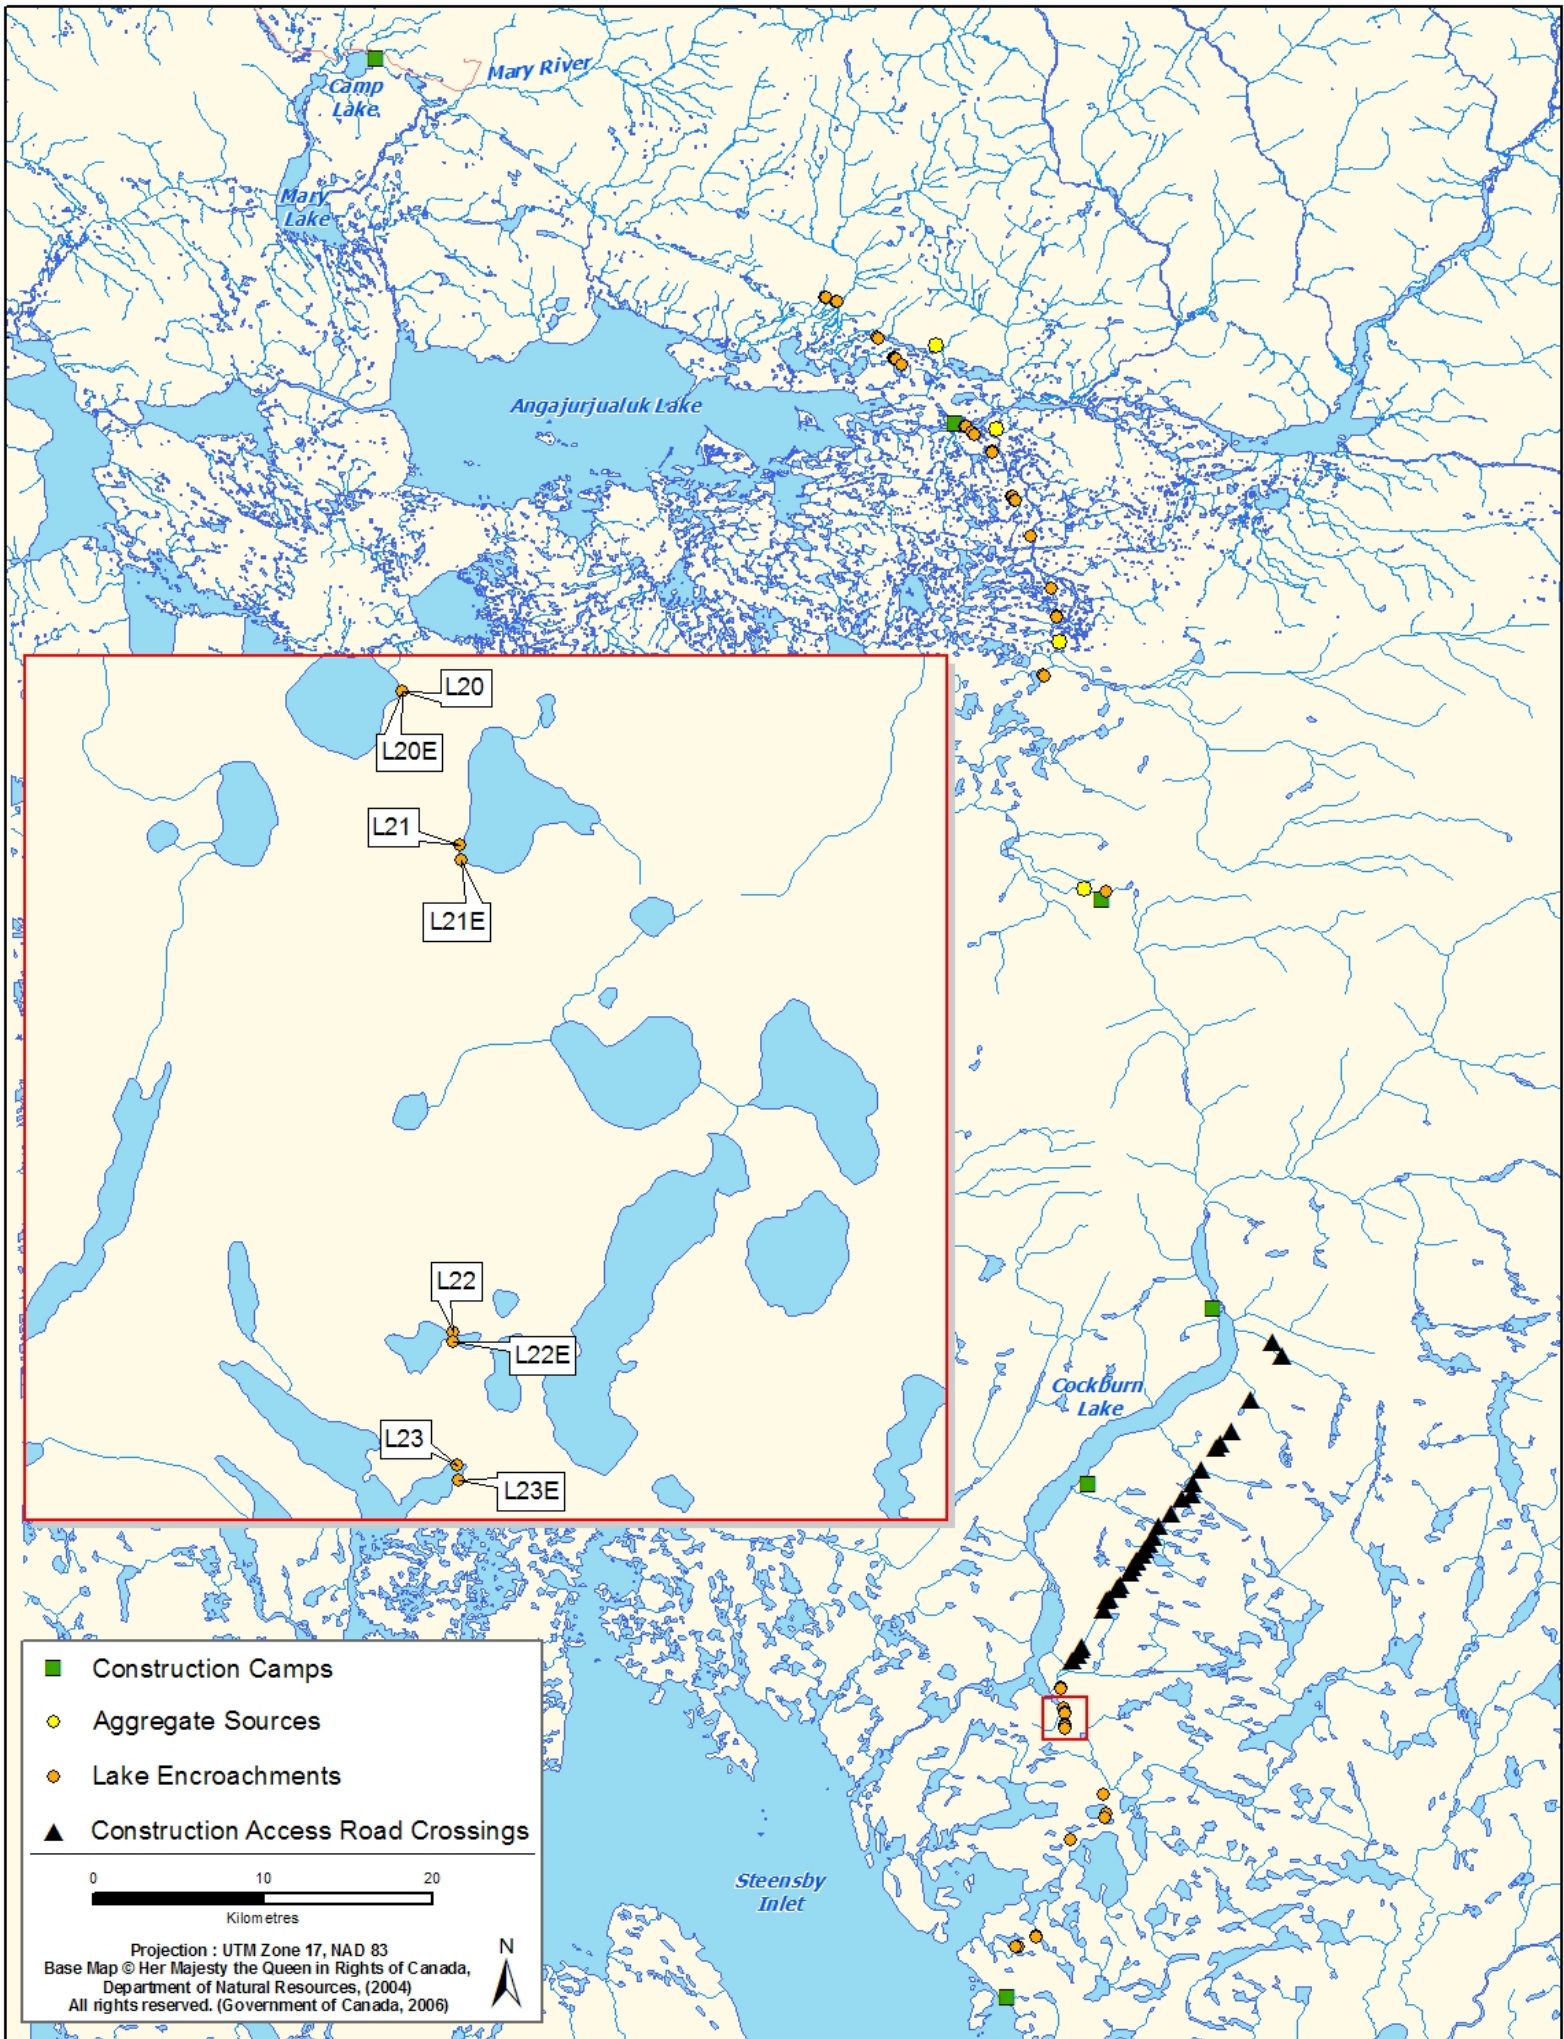 Mary River
Camp
Lake
Mary
Lake
Angajurjualuk Lake
L20
L20E
L21
L21E
L22
L22E
L23
L23E
Cockburn
Lake
Steensby
Inlet
Construction Camps
Aggregate Sources
Lake Encroachments
Construction Access Road Crossings
0 10 20
Kilometres
Projection : UTM Zone 17, NAD 83
Base Map © Her Majesty the Queen in Rights of Canada,
Department of Natural Resources, (2004)
All rights reserved. (Government of Canada, 2006)
N